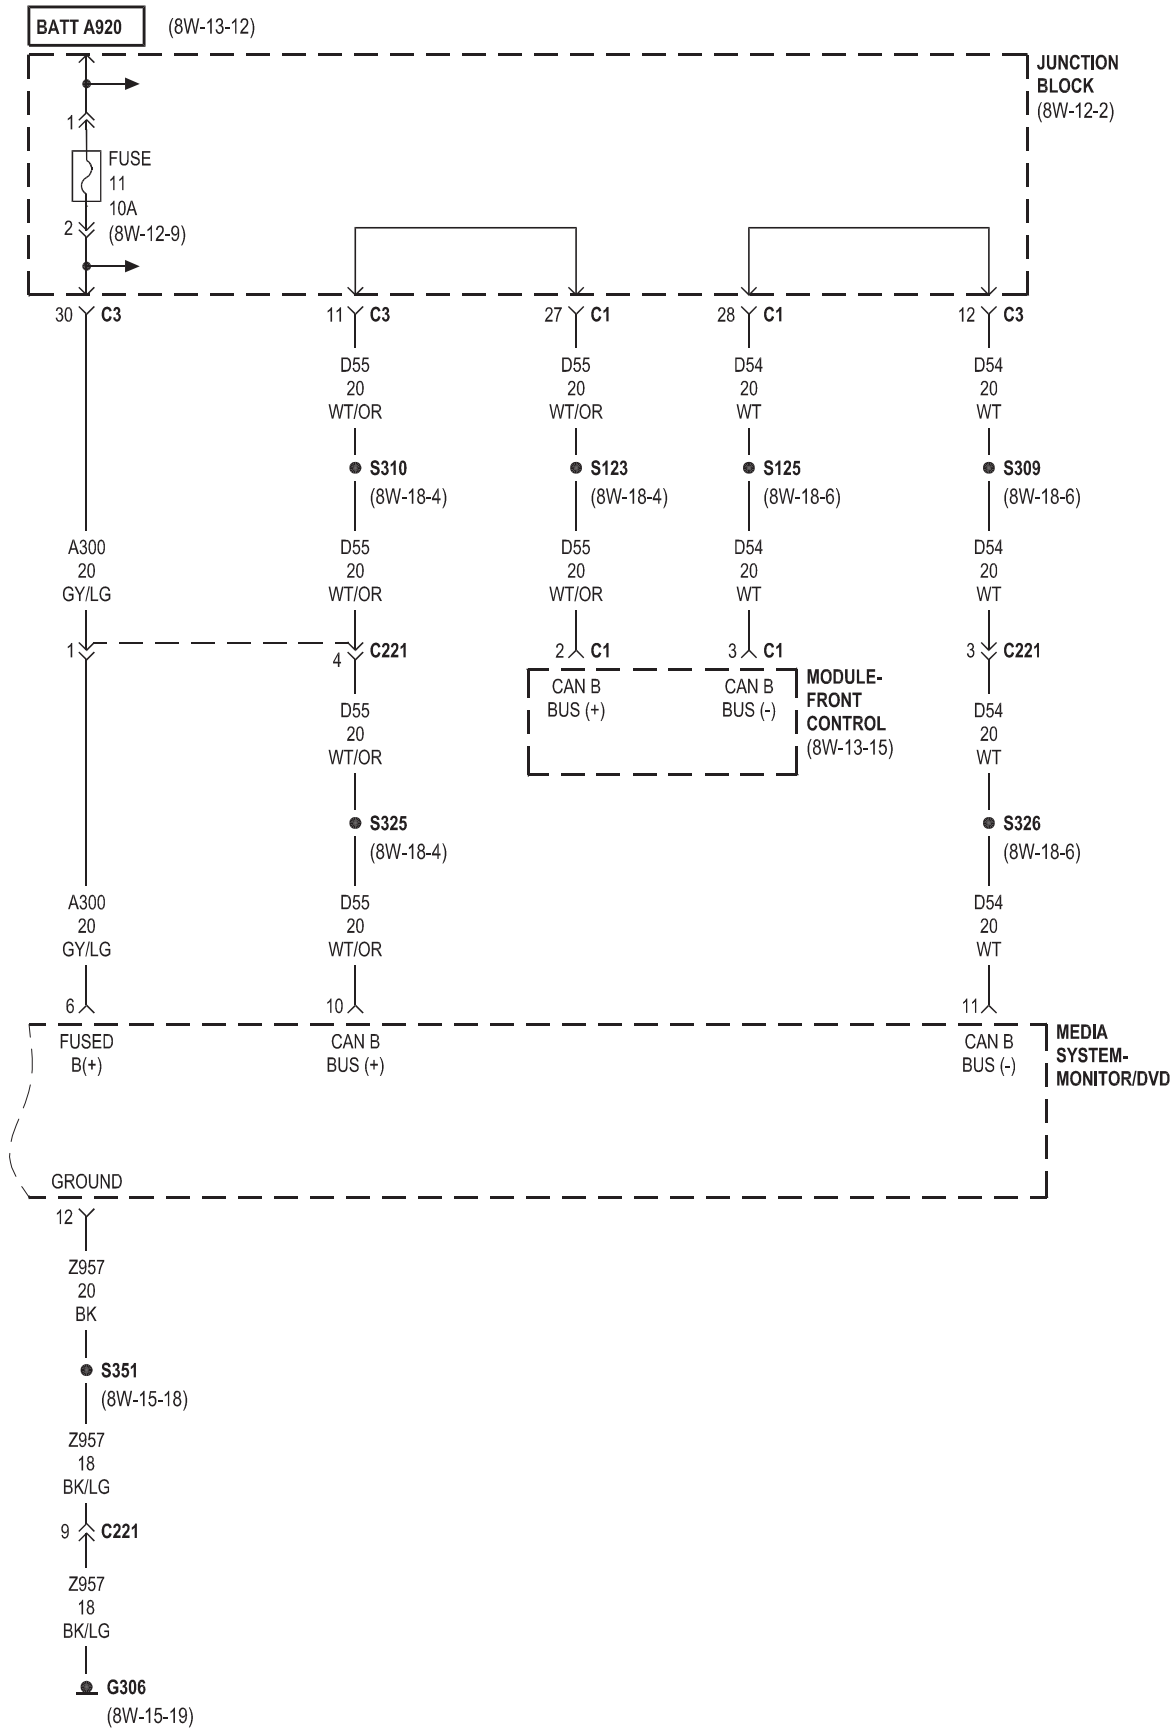 BATT A920 (8W-13-12)
JUNCTION
BLOCK
(8W-12-2)
1
FUSE
11
10A
2 (8W-12-9)
30 C3 11 C3 27 C1 28 C1 12 C3
D55 D55 D54 D54
20 20 20 20
WT/OR WT/OR WT WT
S310 S123 S125 S309
(8W-18-4) (8W-18-4) (8W-18-6) (8W-18-6)
A300 D55 D55 D54 D54
20 20 20 20 20
GY/LG WT/OR WT/OR WT WT
1 4 C221 2 C1 3 C1 3 C221
CAN B CAN B MODULE-
BUS (+) BUS (-) FRONT
CONTROL
(8W-13-15)
D55 D54
20 20
WT/OR WT
S325 S326
(8W-18-4) (8W-18-6)
A300 D55 D54
20 20 20
GY/LG WT/OR WT
6 10 11
FUSED CAN B CAN B MEDIA
B(+) BUS (+) BUS (-) SYSTEM-
MONITOR/DVD
GROUND
12
Z957
20
BK
S351
(8W-15-18)
Z957
18
BK/LG
9 C221
Z957
18
BK/LG
G306
(8W-15-19)